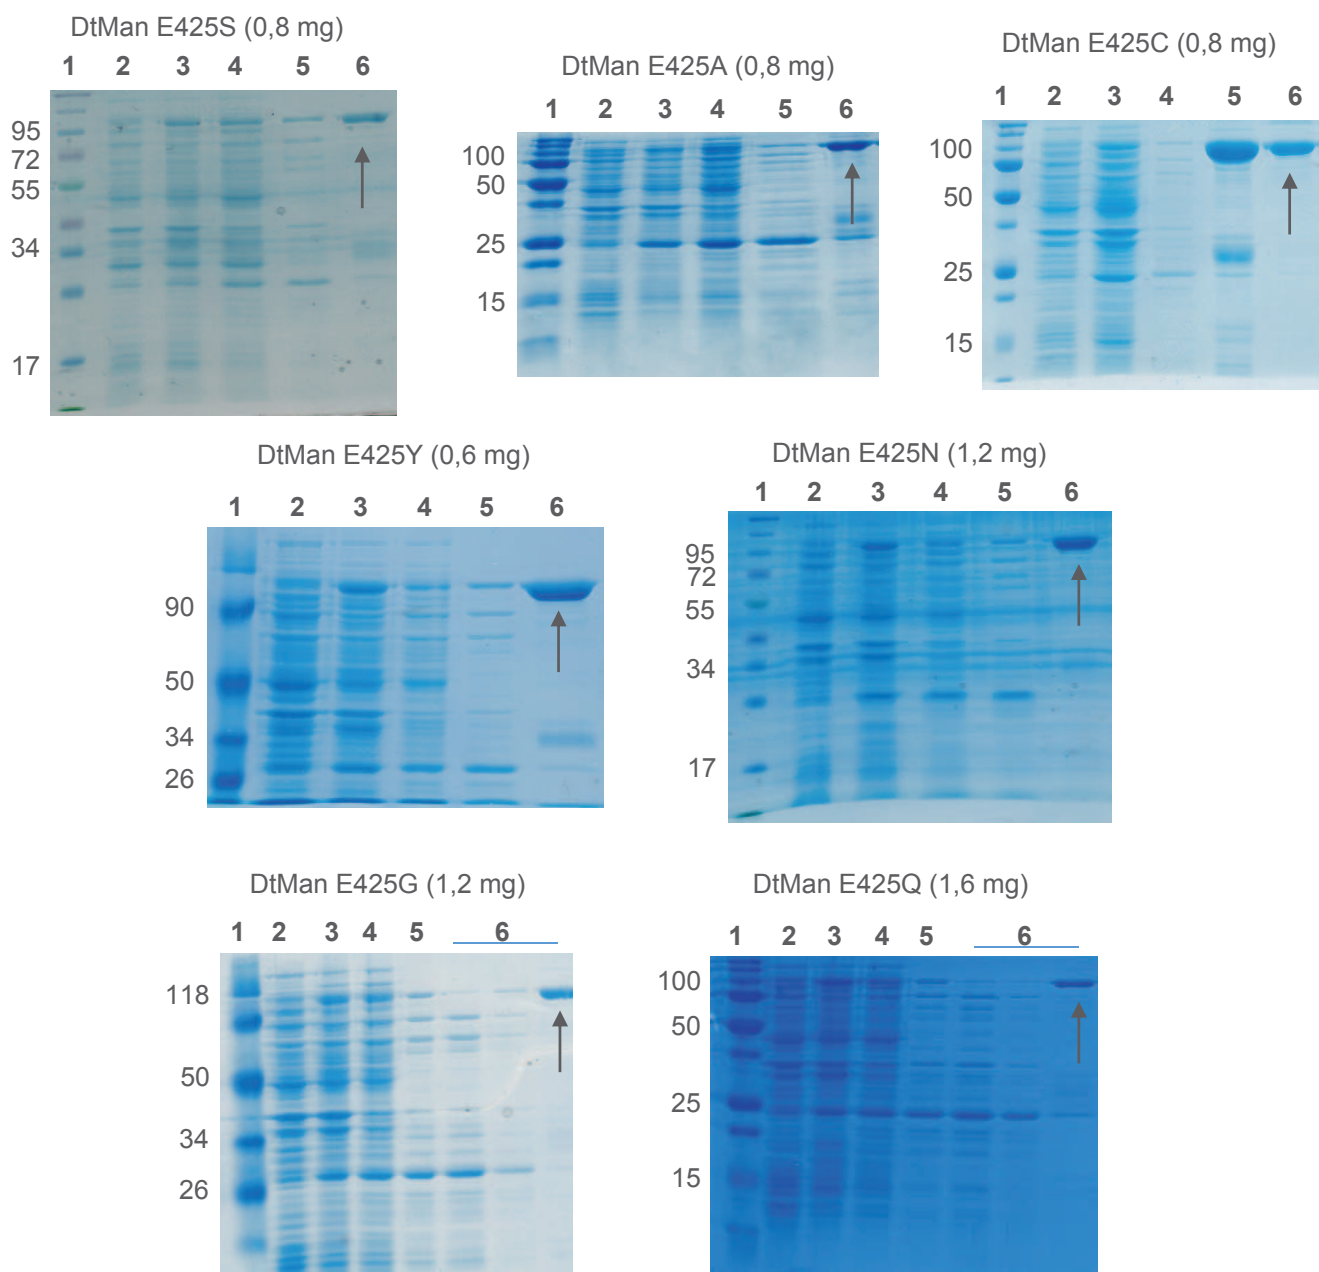 DtMan E425S (0,8 mg)
1 2 3 4 5 6
95
72
55
34
17
DtMan E425A (0,8 mg)
1 2 3 4 5 6
100
50
25
15
DtMan E425C (0,8 mg)
1 2 3 4 5 6
100
50
25
15
DtMan E425Y (0,6 mg)
1 2 3 4 5 6
90
50
34
26
DtMan E425N (1,2 mg)
1 2 3 4 5 6
95
72
55
34
17
DtMan E425G (1,2 mg)
1 2 3 4 5 6
118
50
34
26
DtMan E425Q (1,6 mg)
1 2 3 4 5 6
100
50
25
15